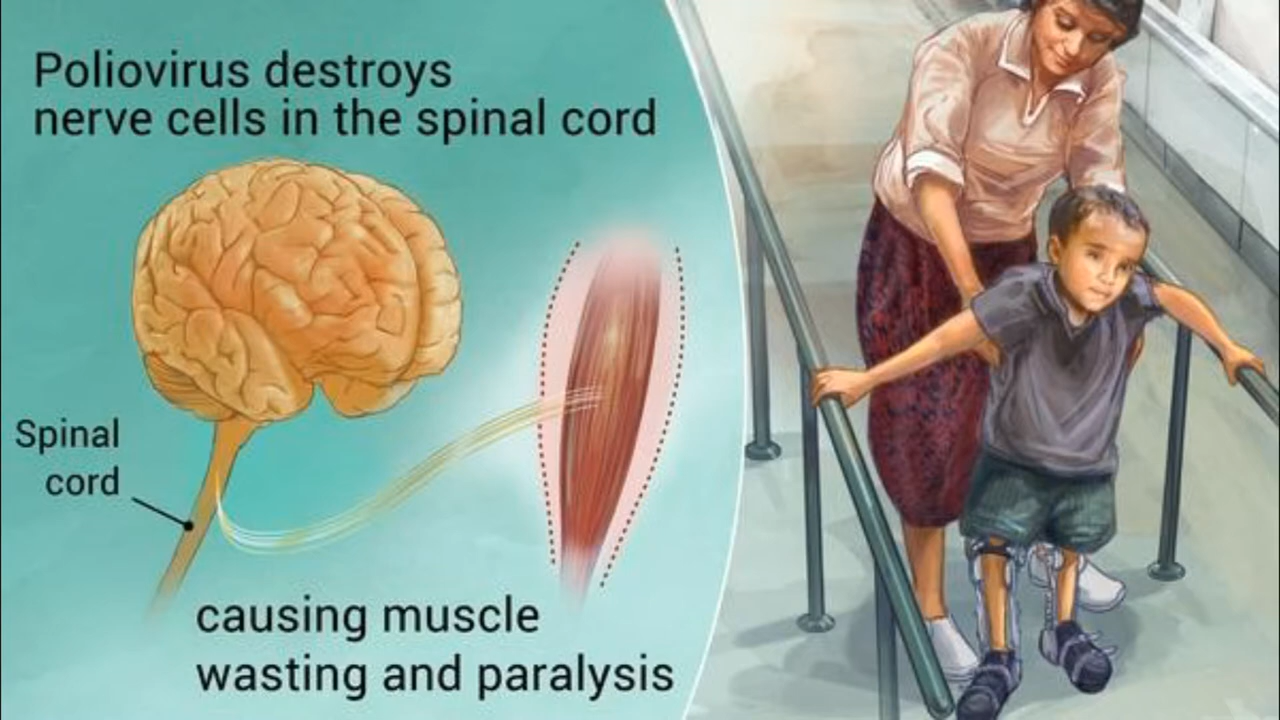 Poliovirus destroys
nerve cells in the spinal cord
Spinal
cord
causing muscle
wasting and paralysis